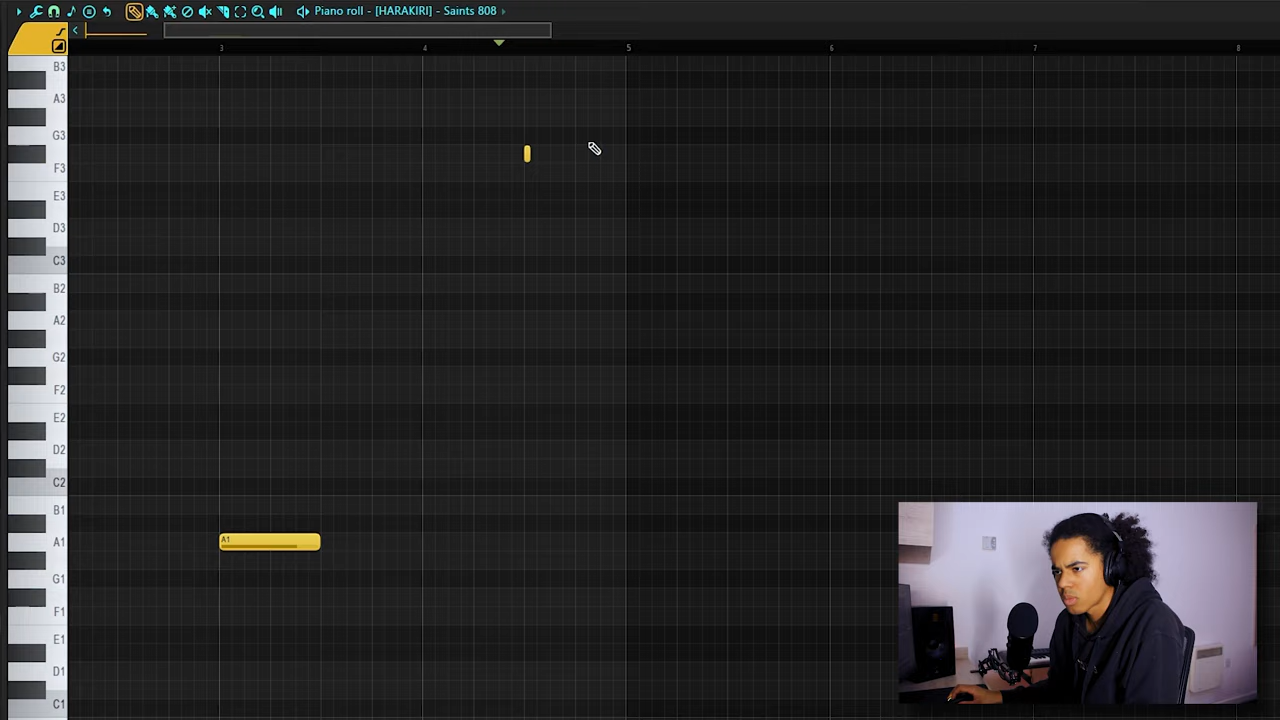 Piano roll - [HARAKIRI] - Saints 808
3 4 5 6 7 8
B3
A3
G3
F3
E3
D3
C3
B2
A2
G2
F2
E2
D2
C2
B1
A1
A1
G1
F1
E1
D1
C1